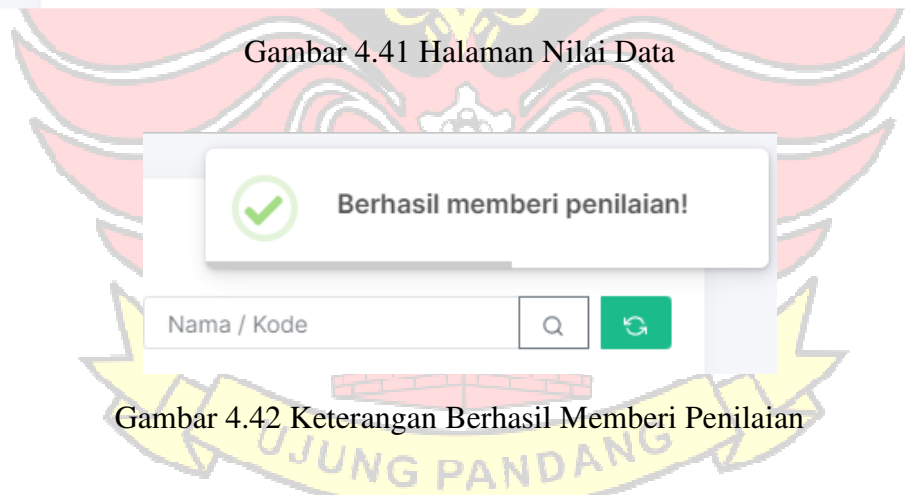 Gambar 4.41 Halaman Nilai Data
Berhasil memberi penilaian!
Nama / Kode
Gambar 4.42 Keterangan Berhasil Memberi Penilaian
UJUNG PANDANG